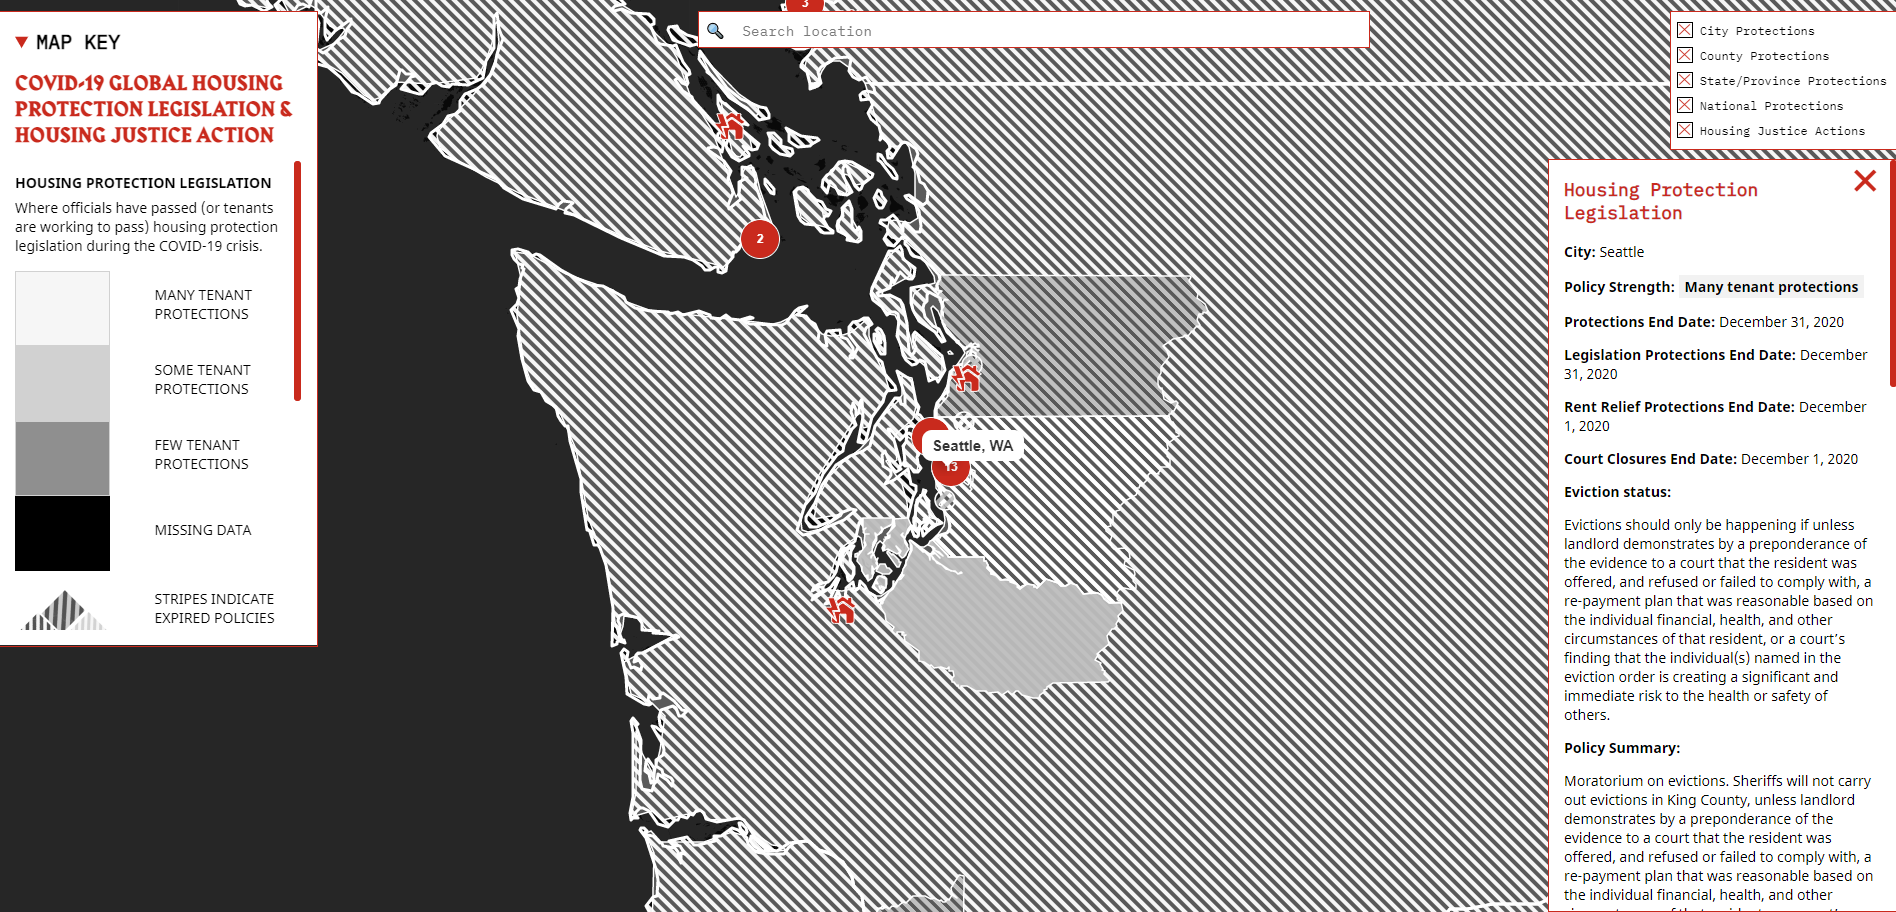 MAP KEY
COVID-19 GLOBAL HOUSING
PROTECTION LEGISLATION &
HOUSING JUSTICE ACTION
HOUSING PROTECTION LEGISLATION
Where officials have passed (or tenants
are working to pass) housing protection
legislation during the COVID-19 crisis.
MANY TENANT
PROTECTIONS
SOME TENANT
PROTECTIONS
FEW TENANT
PROTECTIONS
MISSING DATA
STRIPES INDICATE
EXPIRED POLICIES
3
Search location
2
Seattle, WA
13
City Protections
County Protections
State/Province Protections
National Protections
Housing Justice Actions
Housing Protection
Legislation
City: Seattle
Policy Strength: Many tenant protections
Protections End Date: December 31, 2020
Legislation Protections End Date: December
31, 2020
Rent Relief Protections End Date: December
1, 2020
Court Closures End Date: December 1, 2020
Eviction status:
Evictions should only be happening if unless
landlord demonstrates by a preponderance of
the evidence to a court that the resident was
offered, and refused or failed to comply with, a
re-payment plan that was reasonable based on
the individual financial, health, and other
circumstances of that resident, or a court's
finding that the individual(s) named in the
eviction order is creating a significant and
immediate risk to the health or safety of
others.
Policy Summary:
Moratorium on evictions. Sheriffs will not carry
out evictions in King County, unless landlord
demonstrates by a preponderance of the
evidence to a court that the resident was
offered, and refused or failed to comply with, a
re-payment plan that was reasonable based on
the individual financial, health, and other